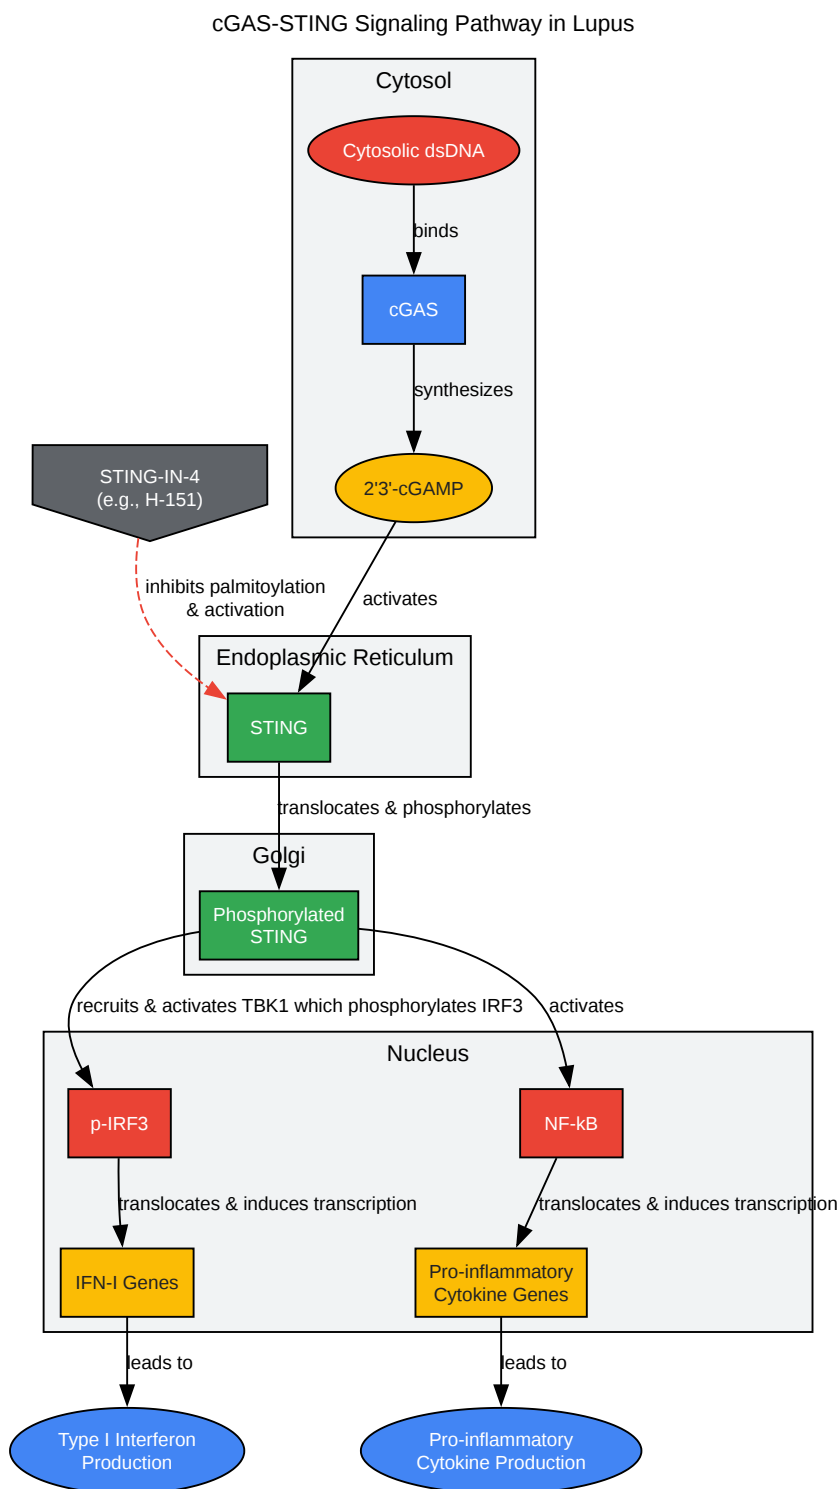 cGAS-STING Signaling Pathway in Lupus
Cytosol
Cytosolic dsDNA
binds
cGAS
synthesizes
STING-IN-4
(e.g., H-151)
2'3'-cGAMP
inhibits palmitoylation
& activation
activates
Endoplasmic Reticulum
STING
translocates & phosphorylates
Golgi
Phosphorylated
STING
recruits & activates TBK1 which phosphorylates IRF3
activates
Nucleus
p-IRF3
NF-kB
translocates & induces transcription
translocates & induces transcription
IFN-I Genes
Pro-inflammatory
Cytokine Genes
leads to
leads to
Type I Interferon
Production
Pro-inflammatory
Cytokine Production